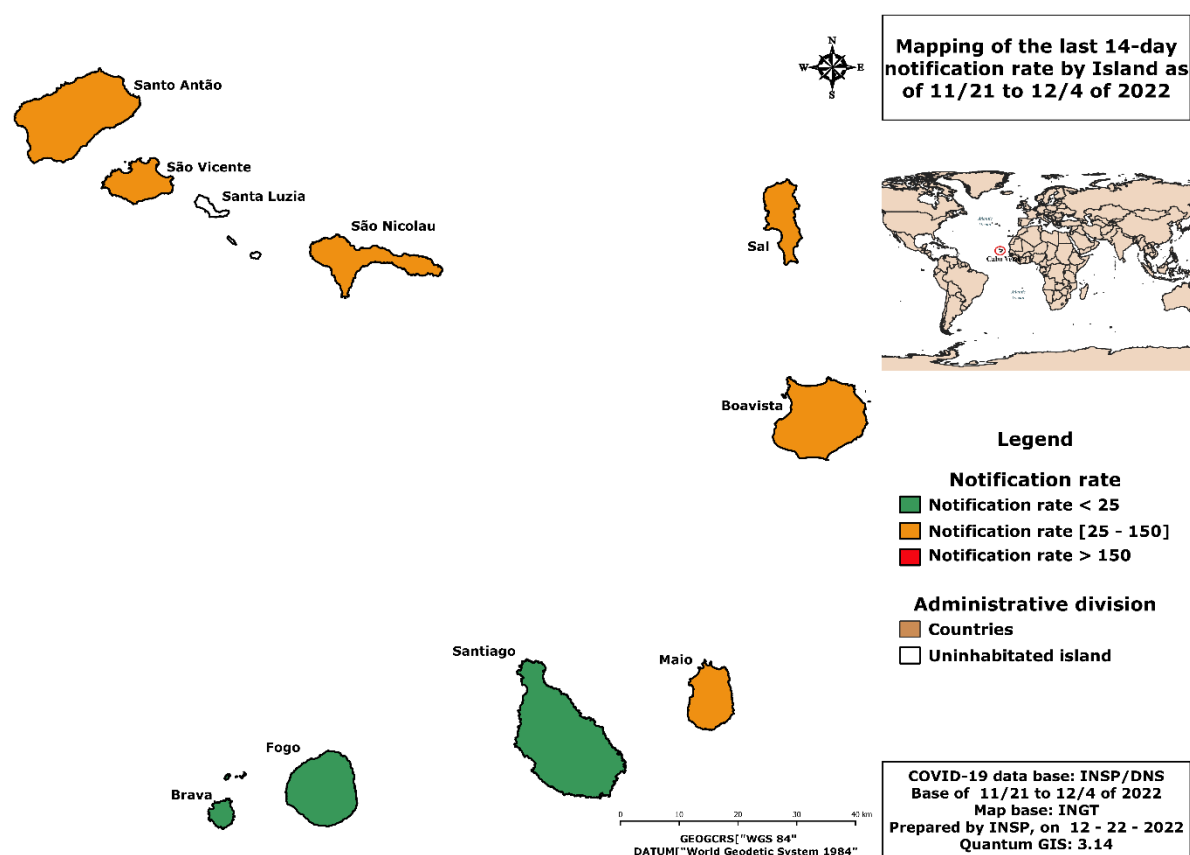 Mapping of the last 14-day
notification rate by Island as
of 11/21 to 12/4 of 2022
N
W E
S
Santo Antão
São Vicente
Santa Luzia
São Nicolau
Sal
Boavista
Legend
Notification rate
Notification rate < 25
Notification rate [25 - 150]
Notification rate > 150
Administrative division
Countries
Uninhabitated island
Santiago
Maio
Fogo
Brava
0 10 20 30 40 km
GEOGCRS["WGS 84"
DATUM["World Geodetic System 1984"
COVID-19 data base: INSP/DNS
Base of 11/21 to 12/4 of 2022
Map base: INGT
Prepared by INSP, on 12 - 22 - 2022
Quantum GIS: 3.14